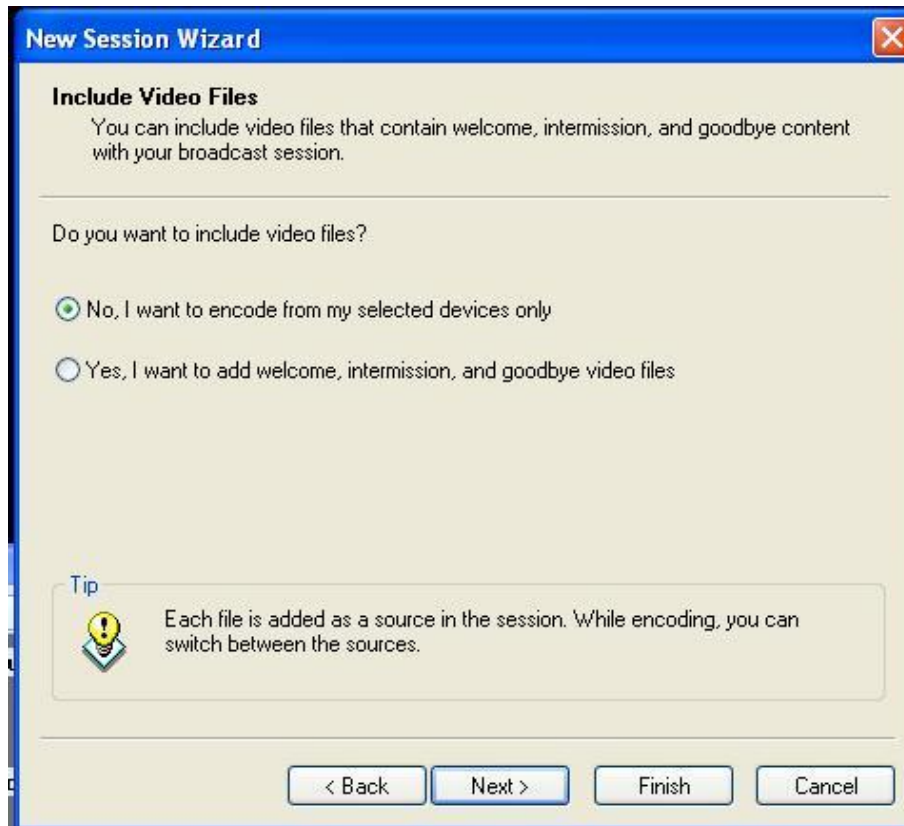 New Session Wizard
Include Video Files
You can include video files that contain welcome, intermission, and goodbye content
with your broadcast session.
Do you want to include video files?
No, I want to encode from my selected devices only
Yes, I want to add welcome, intermission, and goodbye video files
Tip
Each file is added as a source in the session. While encoding, you can
switch between the sources.
< Back Next > Finish Cancel